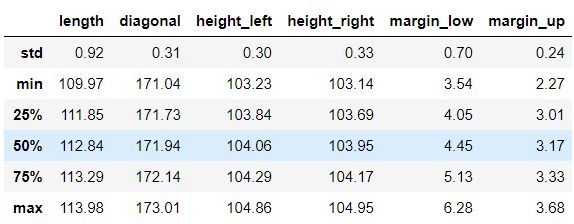 length diagonal height_left height_right margin_low margin_up
std 0.92 0.31 0.30 0.33 0.70 0.24
min 109.97 171.04 103.23 103.14 3.54 2.27
25% 111.85 171.73 103.84 103.69 4.05 3.01
50% 112.84 171.94 104.06 103.95 4.45 3.17
75% 113.29 172.14 104.29 104.17 5.13 3.33
max 113.98 173.01 104.86 104.95 6.28 3.68